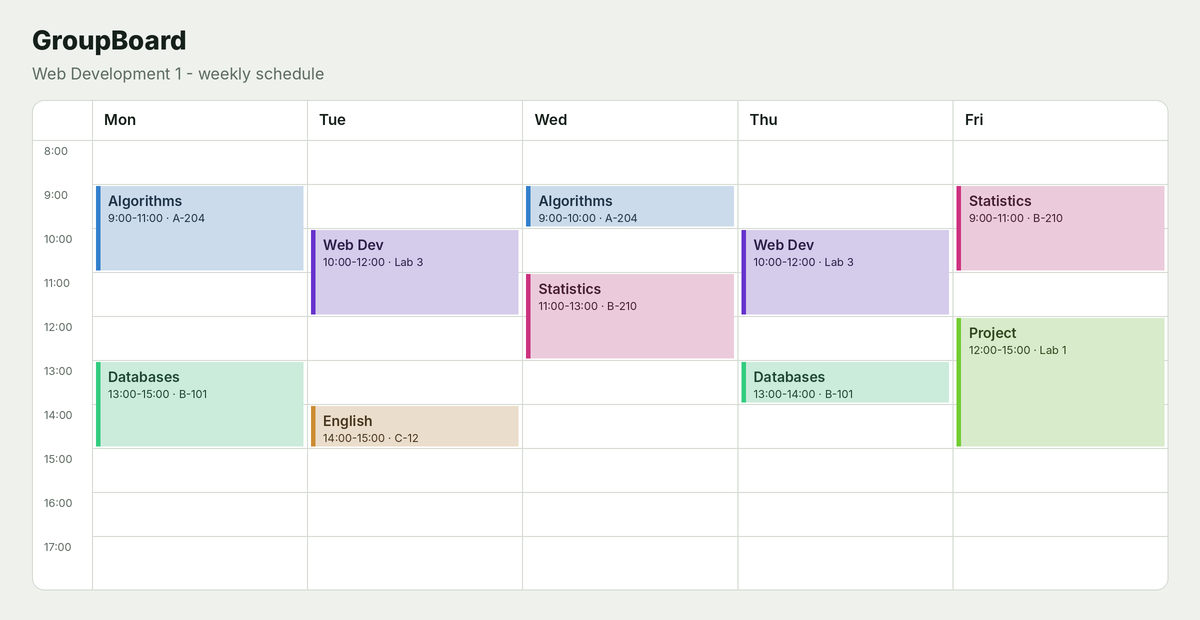 GroupBoard
Web Development 1 - weekly schedule
Mon
Tue
Wed
Thu
Fri
8:00
9:00
10:00
11:00
12:00
13:00
14:00
15:00
16:00
17:00
Algorithms
9:00-11:00 · A-204
Databases
13:00-15:00 · B-101
Web Dev
10:00-12:00 · Lab 3
English
14:00-15:00 · C-12
Algorithms
9:00-10:00 · A-204
Statistics
11:00-13:00 · B-210
Web Dev
10:00-12:00 · Lab 3
Databases
13:00-14:00 · B-101
Statistics
9:00-11:00 · B-210
Project
12:00-15:00 · Lab 1